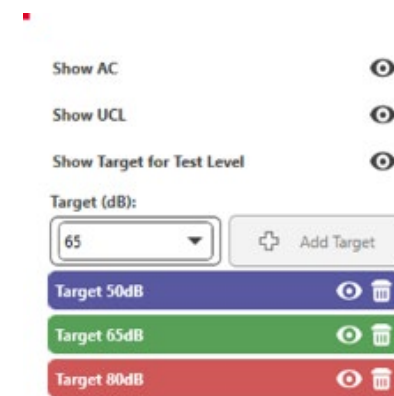 Show AC
Show UCL
Show Target for Test Level
Target (dB):
65
Add Target
Target 50dB
Target 65dB
Target 80dB